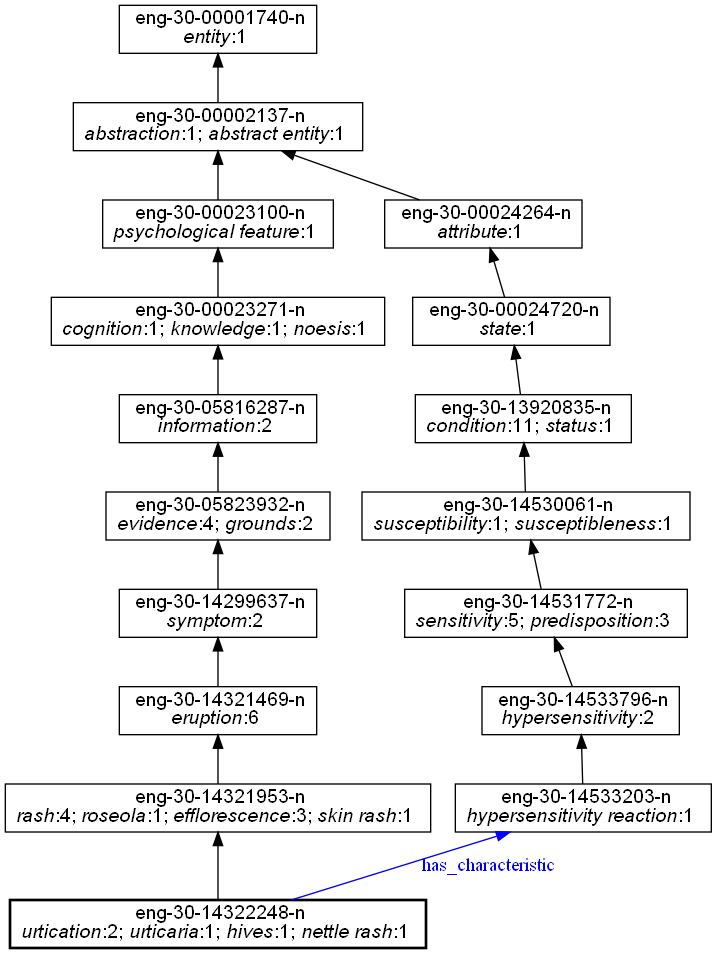 eng-30-00001740-n
entity:1
eng-30-00002137-n
abstraction:1; abstract entity:1
eng-30-00023100-n
psychological feature:1
eng-30-00024264-n
attribute:1
eng-30-00023271-n
cognition:1; knowledge:1; noesis:1
eng-30-00024720-n
state:1
eng-30-05816287-n
information:2
eng-30-13920835-n
condition:11; status:1
eng-30-05823932-n
evidence:4; grounds:2
eng-30-14530061-n
susceptibility:1; susceptibleness:1
eng-30-14299637-n
symptom:2
eng-30-14531772-n
sensitivity:5; predisposition:3
eng-30-14321469-n
eruption:6
eng-30-14533796-n
hypersensitivity:2
eng-30-14321953-n
rash:4; roseola:1; efflorescence:3; skin rash:1
eng-30-14533203-n
hypersensitivity reaction:1
has_characteristic
eng-30-14322248-n
urtication:2; urticaria:1; hives:1; nettle rash:1